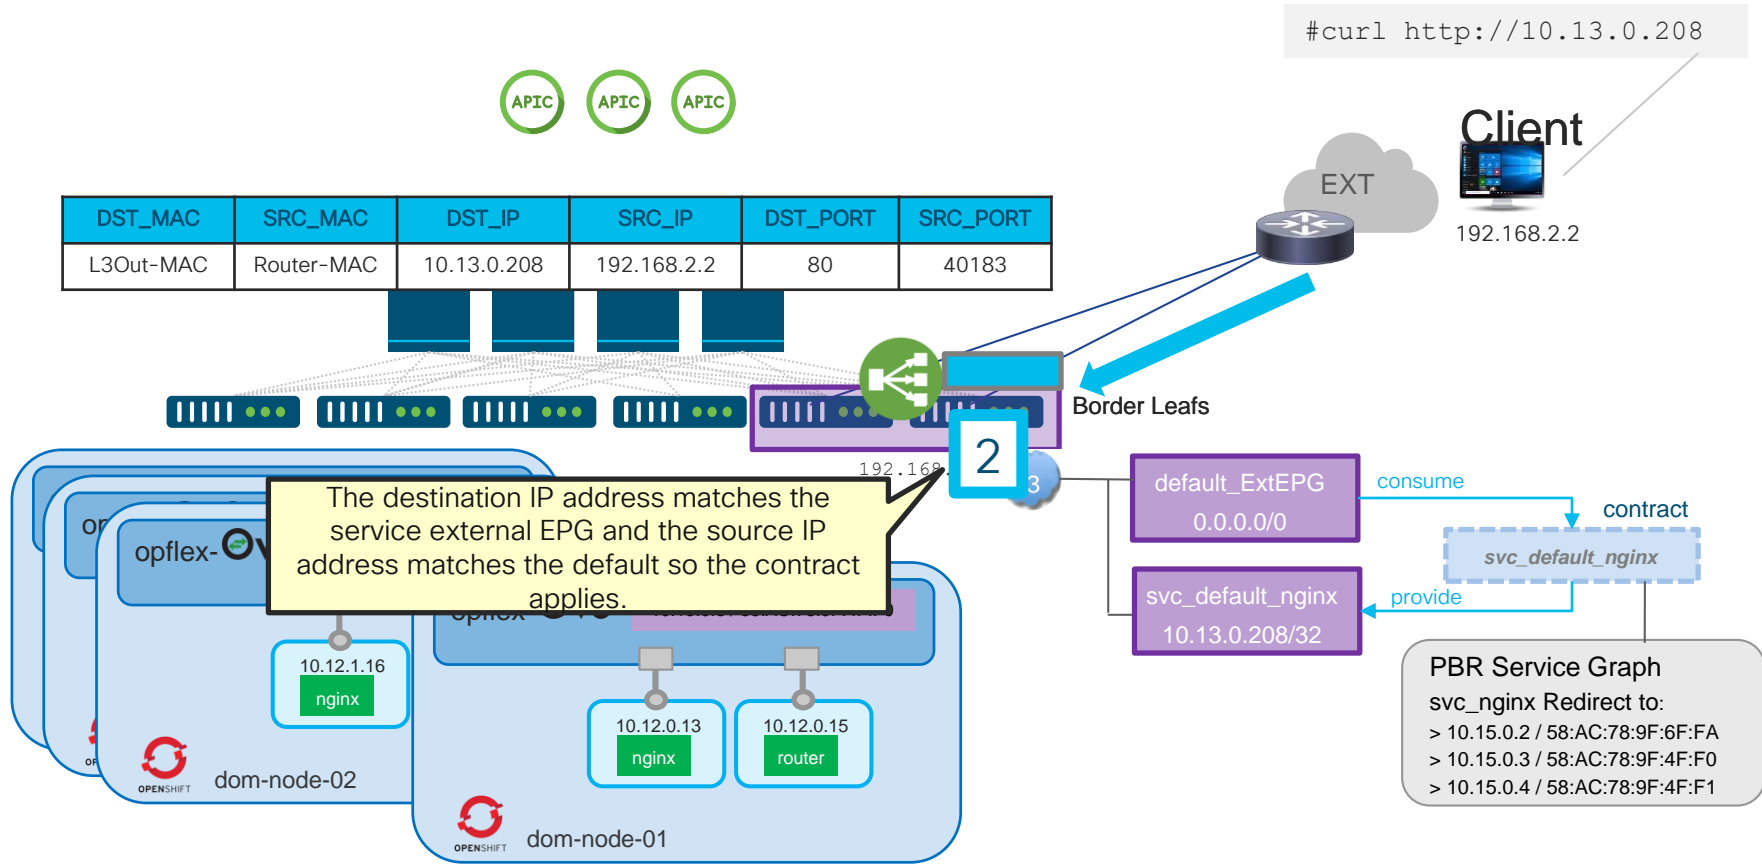 #curl http://10.13.0.208
APIC
APIC
APIC
Client
EXT
192.168.2.2
DST_MAC SRC_MAC DST_IP SRC_IP DST_PORT SRC_PORT
L3Out-MAC Router-MAC 10.13.0.208 192.168.2.2 80 40183
Border Leafs
2
192.168.
3
The destination IP address matches the
service external EPG and the source IP
address matches the default so the contract
applies.
default_ExtEPG
0.0.0.0/0
consume
contract
svc_default_nginx
provide
svc_default_nginx
10.13.0.208/32
PBR Service Graph
svc_nginx Redirect to:
> 10.15.0.2 / 58:AC:78:9F:6F:FA
> 10.15.0.3 / 58:AC:78:9F:4F:F0
> 10.15.0.4 / 58:AC:78:9F:4F:F1
opflex-
10.12.1.16
nginx
OPENSHIFT
dom-node-02
10.12.0.13
nginx
10.12.0.15
router
OPENSHIFT
dom-node-01